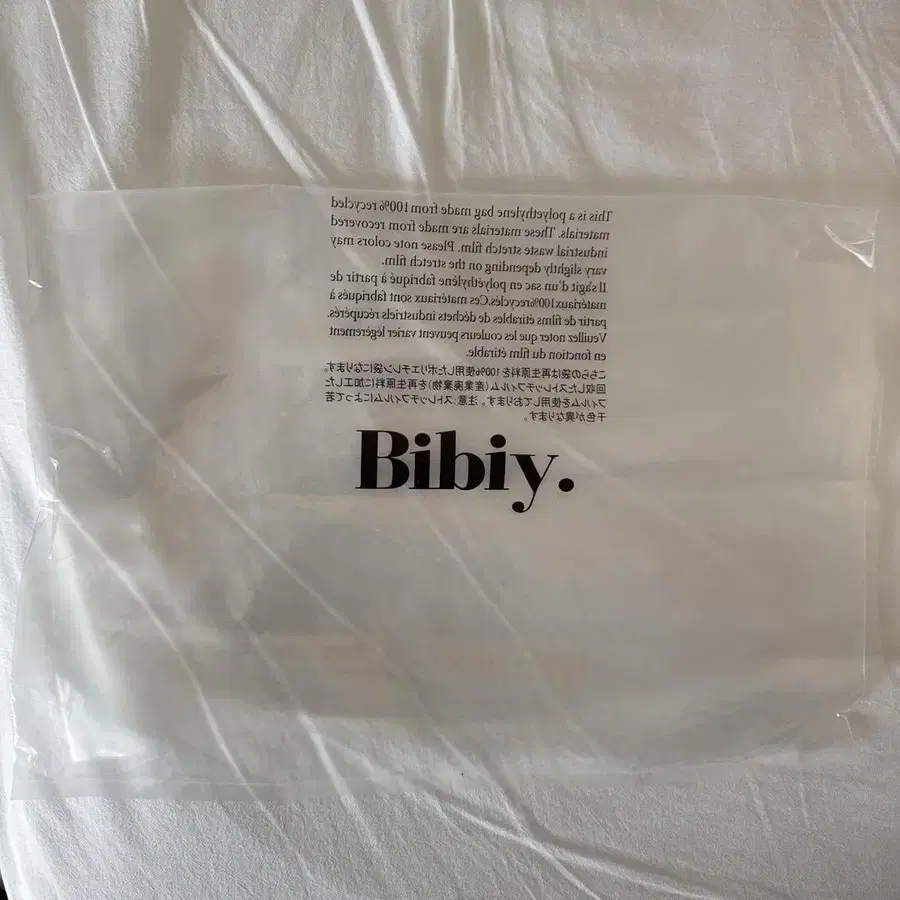 This is a polyethylene bag made from 100% recycled
materials. These materials are made from recovered
industrial waste stretch film. Please note colors may
vary slightly depending on the stretch film.
Il s'agit d'un sac en polyéthylène fabriqué à partir de
matériaux 100% recyclés.Ces matériaux sont fabriqués à
partir de films étirables de déchets industriels récupérés.
Veuillez noter que les couleurs peuvent varier légèrement
en fonction du film étirable.
こちらの袋は再生原料を100%使用したポリエチレン袋になります。
回収したストレッチフィルム(産業廃棄物)を再生原料に加工した
フィルムを使用しております。注意:ストレッチフィルムによって若
干色が異なります。
Bibiy.